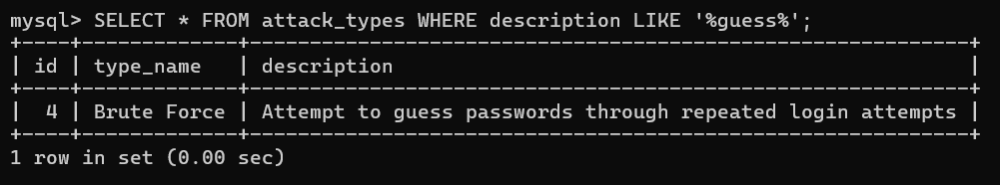 mysql> SELECT * FROM attack_types WHERE description LIKE '%guess%';
+----+-------------+------------------------------------------------------------+
| id | type_name   | description                                                |
+----+-------------+------------------------------------------------------------+
|  4 | Brute Force | Attempt to guess passwords through repeated login attempts |
+----+-------------+------------------------------------------------------------+
1 row in set (0.00 sec)